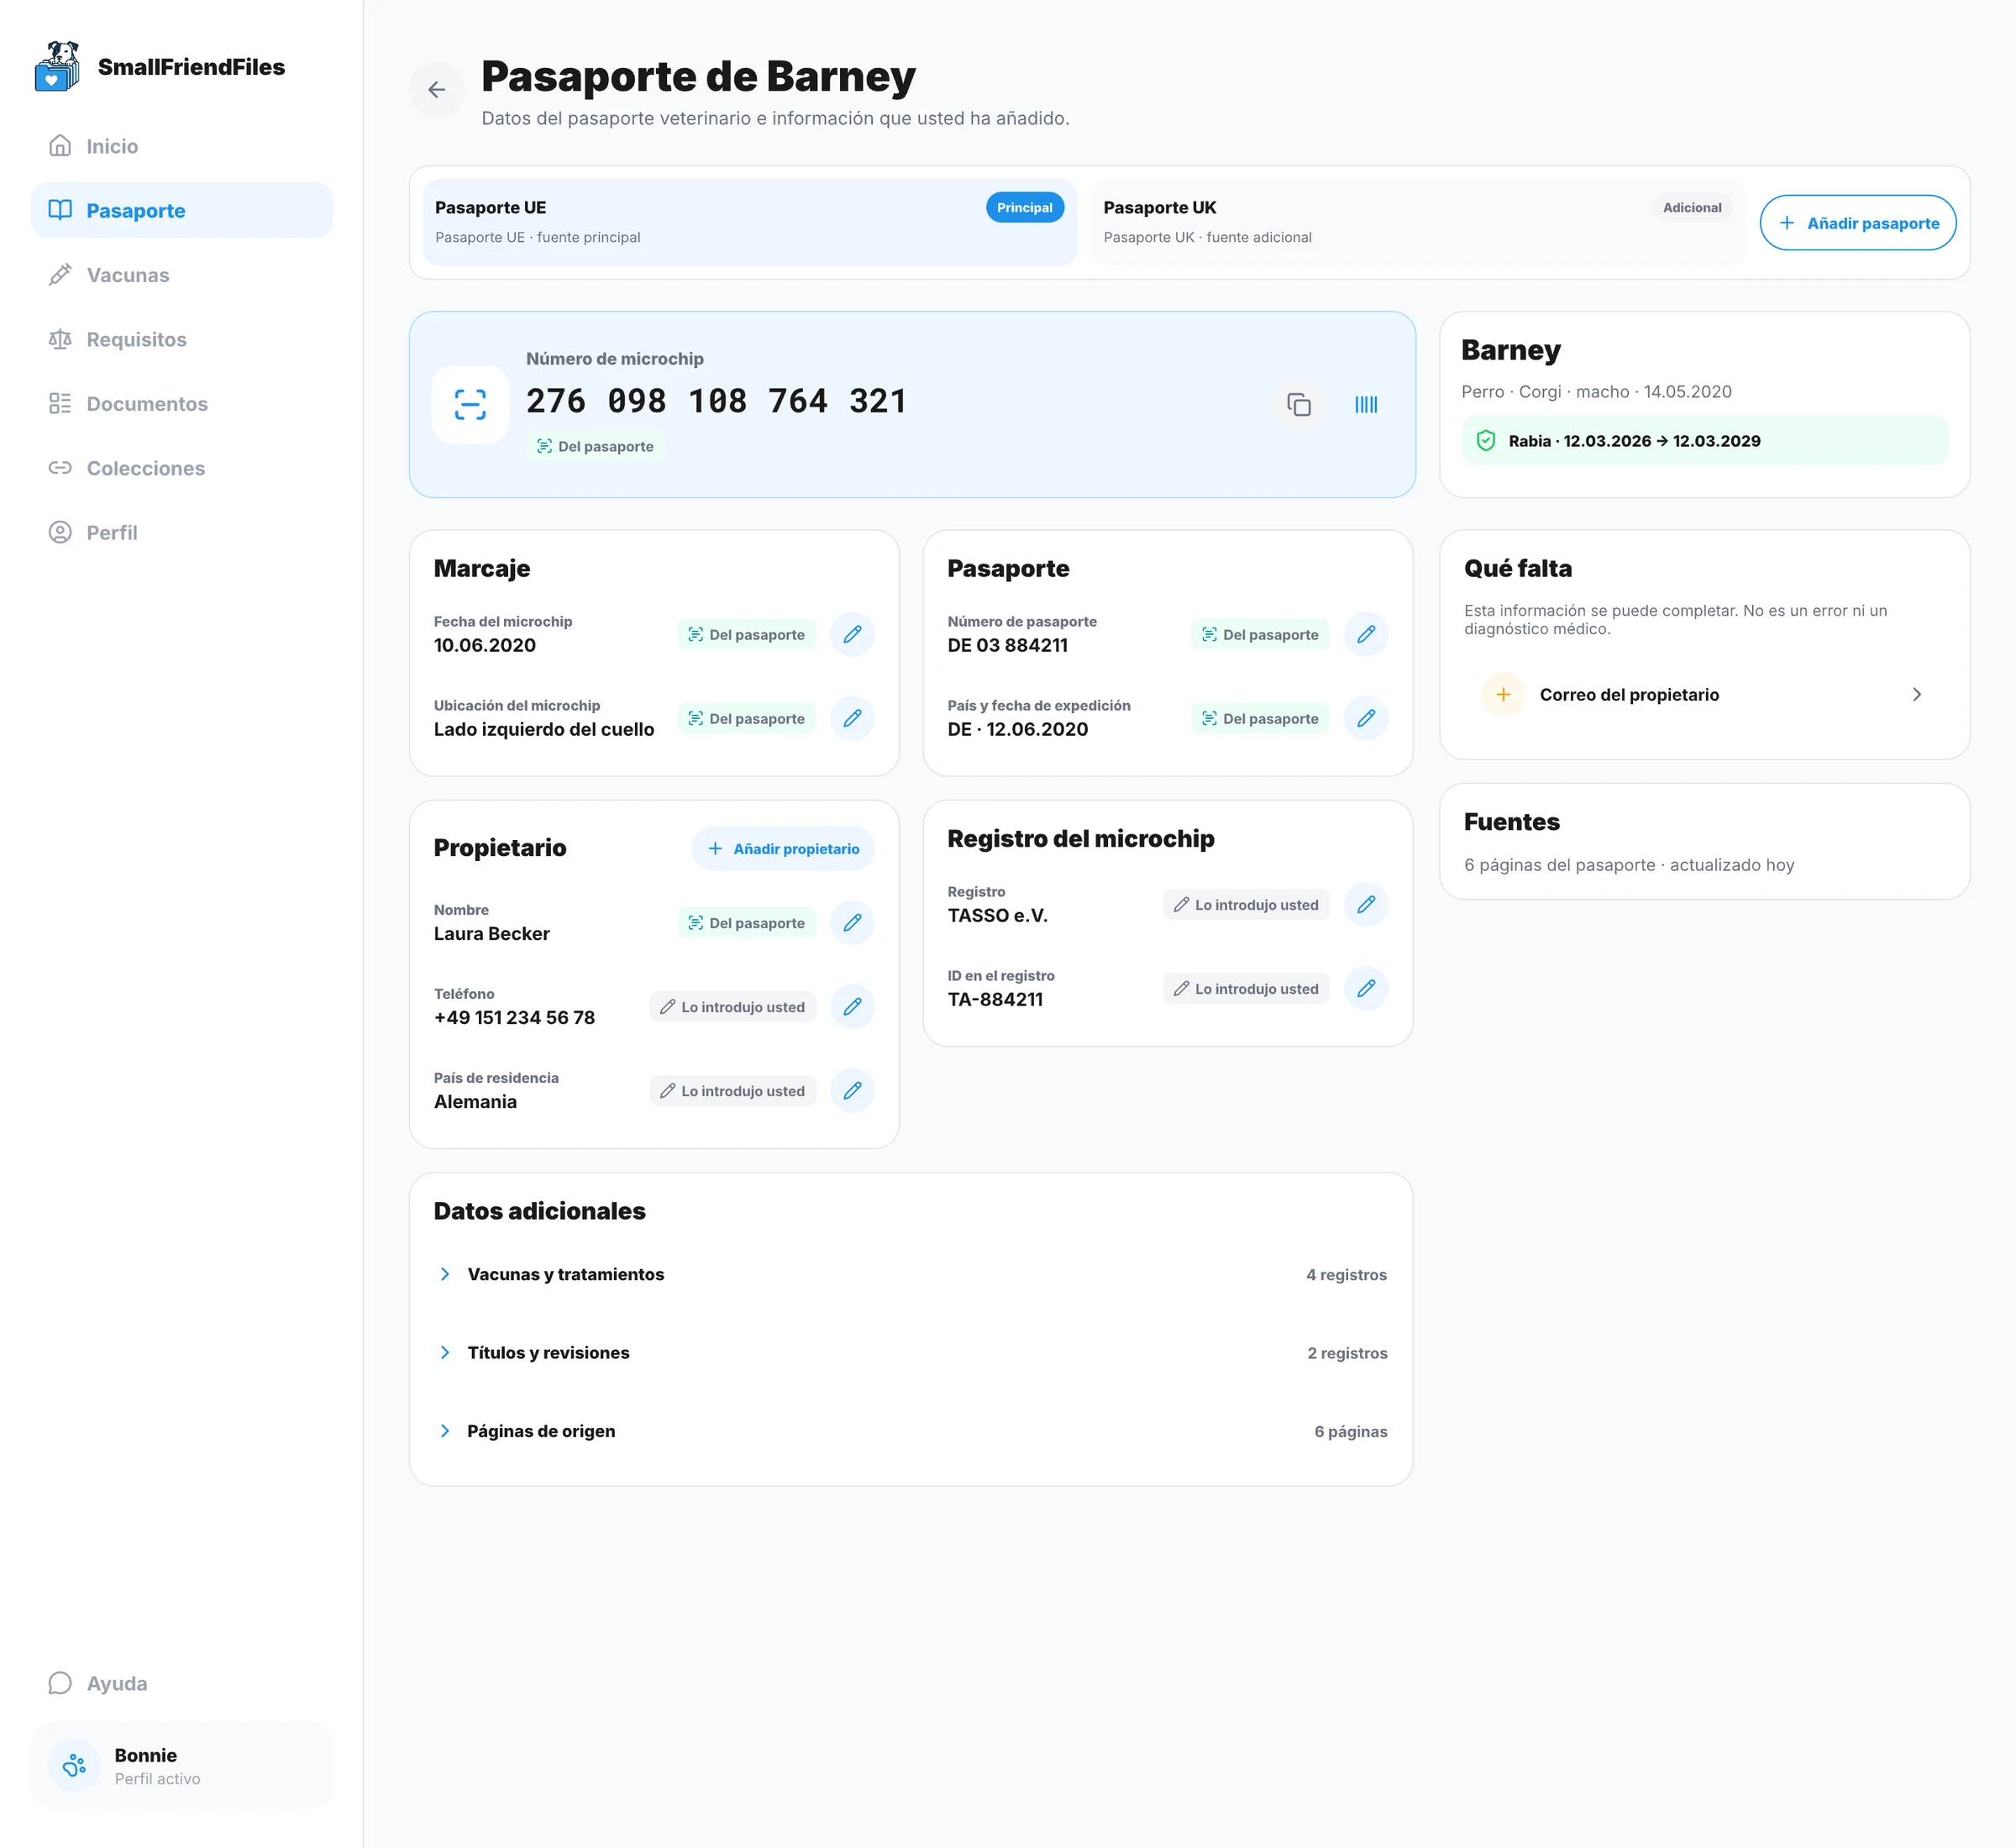 SmallFriendFiles
Inicio
Pasaporte
Vacunas
Requisitos
Documentos
Colecciones
Perfil
Ayuda
Bonnie
Perfil activo
Pasaporte de Barney
Datos del pasaporte veterinario e información que usted ha añadido.
Pasaporte UE
Principal
Pasaporte UE · fuente principal
Pasaporte UK
Adicional
Pasaporte UK · fuente adicional
Añadir pasaporte
Número de microchip
276 098 108 764 321
Del pasaporte
Barney
Perro · Corgi · macho · 14.05.2020
Rabia · 12.03.2026 → 12.03.2029
Marcaje
Fecha del microchip
10.06.2020
Del pasaporte
Ubicación del microchip
Lado izquierdo del cuello
Del pasaporte
Pasaporte
Número de pasaporte
DE 03 884211
Del pasaporte
País y fecha de expedición
DE · 12.06.2020
Del pasaporte
Qué falta
Esta información se puede completar. No es un error ni un
diagnóstico médico.
Correo del propietario
Fuentes
6 páginas del pasaporte · actualizado hoy
Propietario
Añadir propietario
Nombre
Laura Becker
Del pasaporte
Teléfono
+49 151 234 56 78
Lo introdujo usted
País de residencia
Alemania
Lo introdujo usted
Registro del microchip
Registro
TASSO e.V.
Lo introdujo usted
ID en el registro
TA-884211
Lo introdujo usted
Datos adicionales
Vacunas y tratamientos
4 registros
Títulos y revisiones
2 registros
Páginas de origen
6 páginas